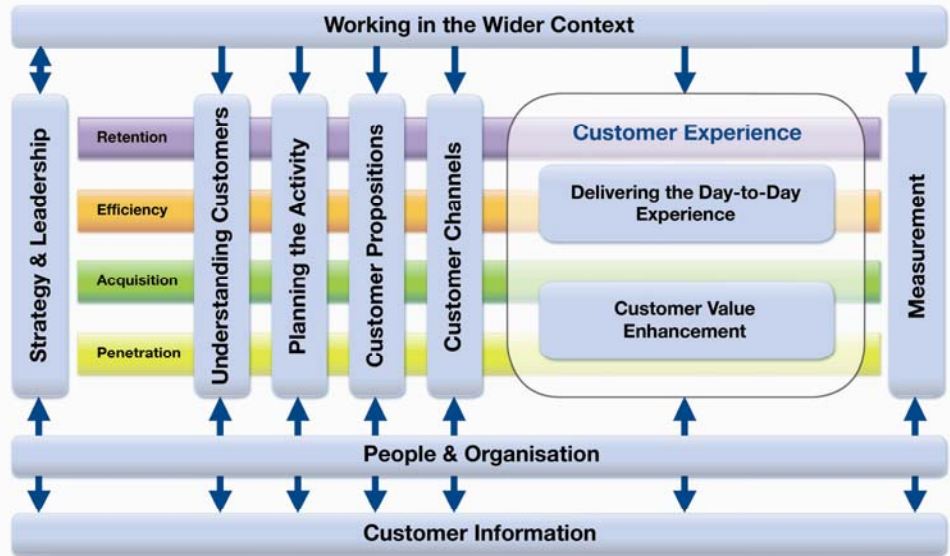 Working in the Wider Context
Strategy & Leadership
Retention
Efficiency
Acquisition
Penetration
Understanding Customers
Planning the Activity
Customer Propositions
Customer Channels
Customer Experience
Delivering the Day-to-Day
Experience
Customer Value
Enhancement
Measurement
People & Organisation
Customer Information